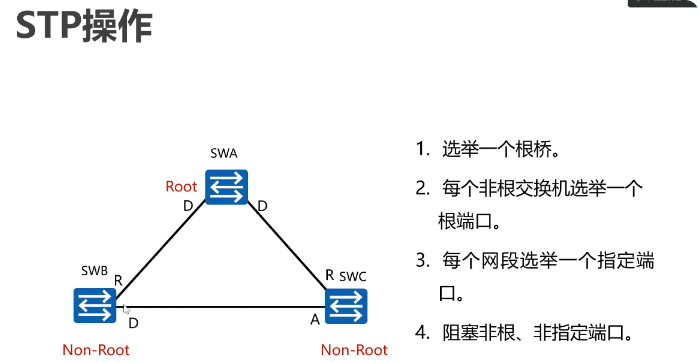 STP操作
SWA
Root
D
D
SWB
R
R
SWC
D
A
Non-Root
Non-Root
1. 选举一个根桥。
2. 每个非根交换机选举一个
根端口。
3. 每个网段选举一个指定端
口。
4. 阻塞非根、非指定端口。